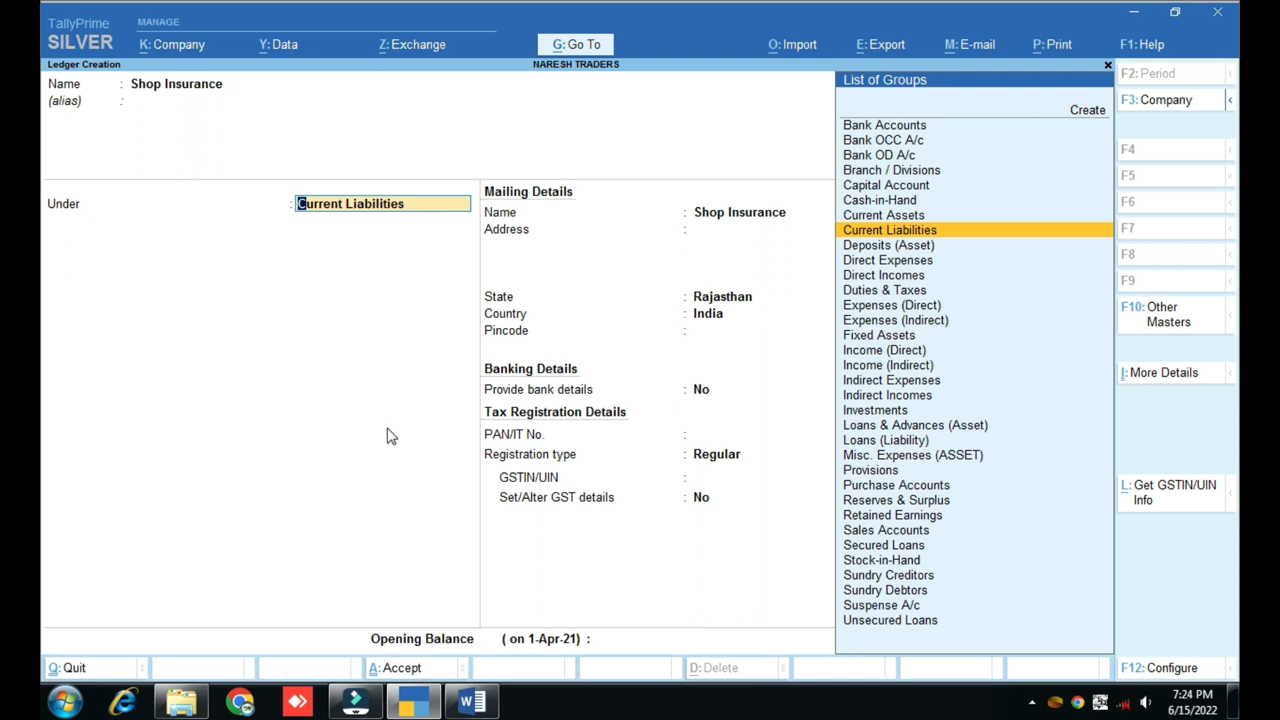 TallyPrime
SILVER
MANAGE
K: Company
Y: Data
Z: Exchange
G: Go To
O: Import
E: Export
M: E-mail
P: Print
F1: Help
Ledger Creation
NARESH TRADERS
Name : Shop Insurance
(alias) :
Under : Current Liabilities
Mailing Details
Name : Shop Insurance
Address :
State : Rajasthan
Country : India
Pincode :
Banking Details
Provide bank details : No
Tax Registration Details
PAN/IT No. :
Registration type : Regular
GSTIN/UIN :
Set/Alter GST details : No
Opening Balance ( on 1-Apr-21) :
List of Groups
Create
Bank Accounts
Bank OCC A/c
Bank OD A/c
Branch / Divisions
Capital Account
Cash-in-Hand
Current Assets
Current Liabilities
Deposits (Asset)
Direct Expenses
Direct Incomes
Duties & Taxes
Expenses (Direct)
Expenses (Indirect)
Fixed Assets
Income (Direct)
Income (Indirect)
Indirect Expenses
Indirect Incomes
Investments
Loans & Advances (Asset)
Loans (Liability)
Misc. Expenses (ASSET)
Provisions
Purchase Accounts
Reserves & Surplus
Retained Earnings
Sales Accounts
Secured Loans
Stock-in-Hand
Sundry Creditors
Sundry Debtors
Suspense A/c
Unsecured Loans
F2: Period
F3: Company
F4
F5
F6
F7
F8
F9
F10: Other
Masters
I: More Details
L: Get GSTIN/UIN
Info
Q: Quit
A: Accept
D: Delete
F12: Configure
7:24 PM
6/15/2022